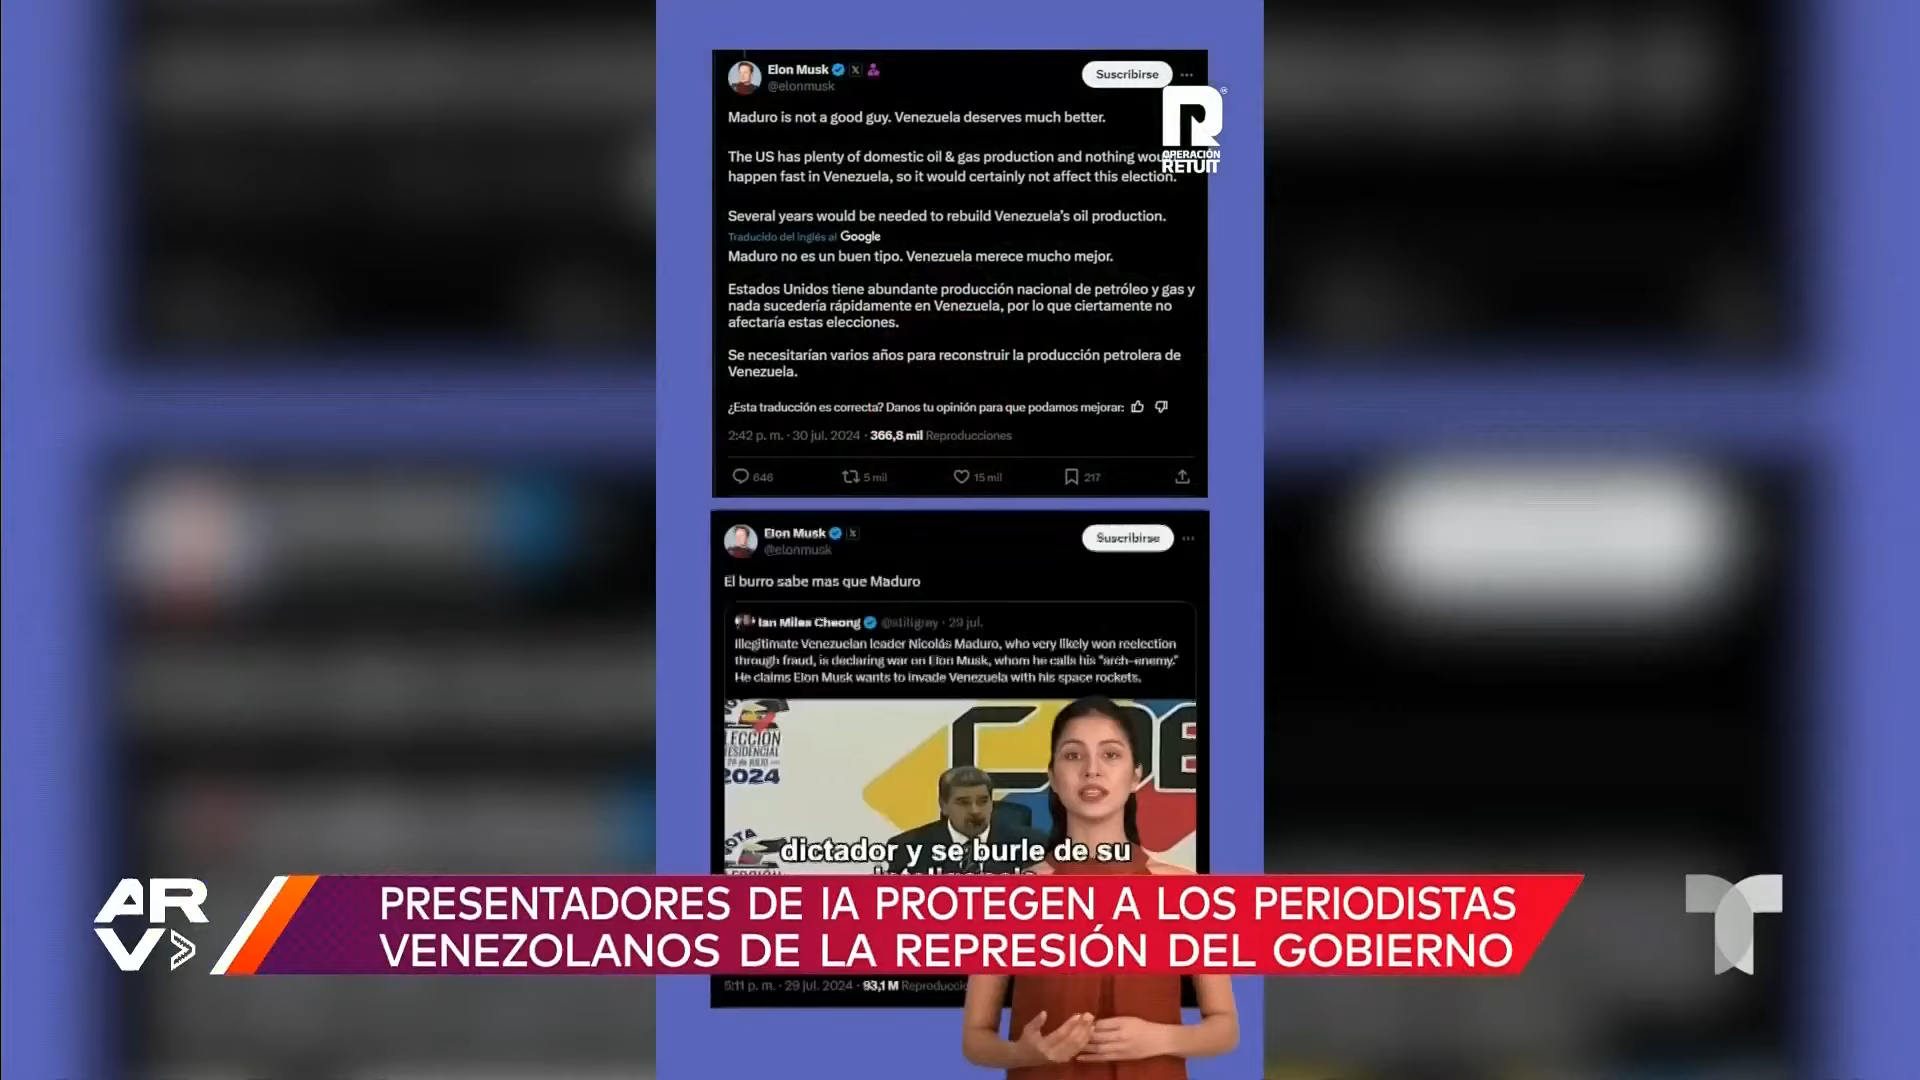 Elon Musk
@elonmusk
Suscribirse
Maduro is not a good guy. Venezuela deserves much better.
R
OPERACIÓN
RETUIT
The US has plenty of domestic oil & gas production and nothing
happen fast in Venezuela, so it would certainly not affect this election.
Several years would be needed to rebuild Venezuela's oil production.
Traducido del inglés al Google
Maduro no es un buen tipo. Venezuela merece mucho mejor.
Estados Unidos tiene abundante producción nacional de petróleo y gas y
nada sucedería rápidamente en Venezuela, por lo que ciertamente no
afectaría estas elecciones.
Se necesitarían varios años para reconstruir la producción petrolera de
Venezuela.
¿Esta traducción es correcta? Danos tu opinión para que podamos mejorar:
2:42 p. m. · 30 jul. 2024 · 366,8 mil Reproducciones
646 5 mil 15 mil 217
Elon Musk
@elonmusk
Suscribirse
El burro sabe mas que Maduro
Ian Miles Cheong @stillgray · 29 jul.
Illegitimate Venezuelan leader Nicolás Maduro, who very likely won reelection
through fraud, is declaring war on Elon Musk, whom he calls his "arch-enemy."
He claims Elon Musk wants to invade Venezuela with his space rockets.
2024
dictador y se burle de su
ARV
PRESENTADORES DE IA PROTEGEN A LOS PERIODISTAS
VENEZOLANOS DE LA REPRESIÓN DEL GOBIERNO
T
5:11 p. m. · 29 jul. 2024 · 93,1 M